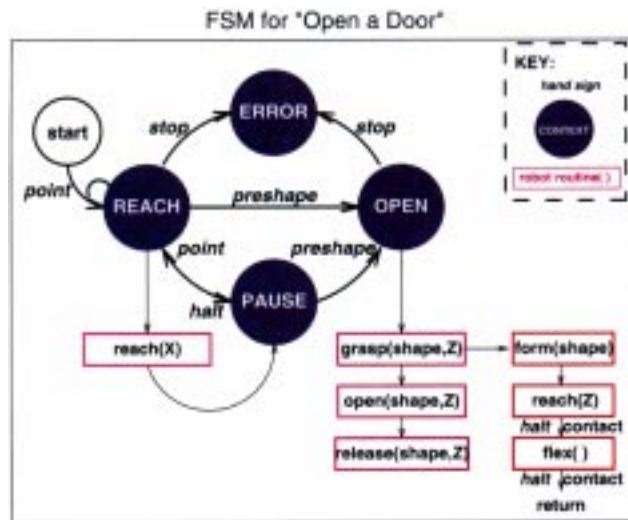 FSM for "Open a Door"
KEY:
hand sign
CONTEXT
robot routine( )
ERROR
start
stop
stop
point
REACH
preshape
OPEN
point
preshape
halt
PAUSE
reach(X)
grasp(shape,Z)
form(shape)
open(shape,Z)
reach(Z)
halt
contact
release(shape,Z)
flex( )
halt
contact
return